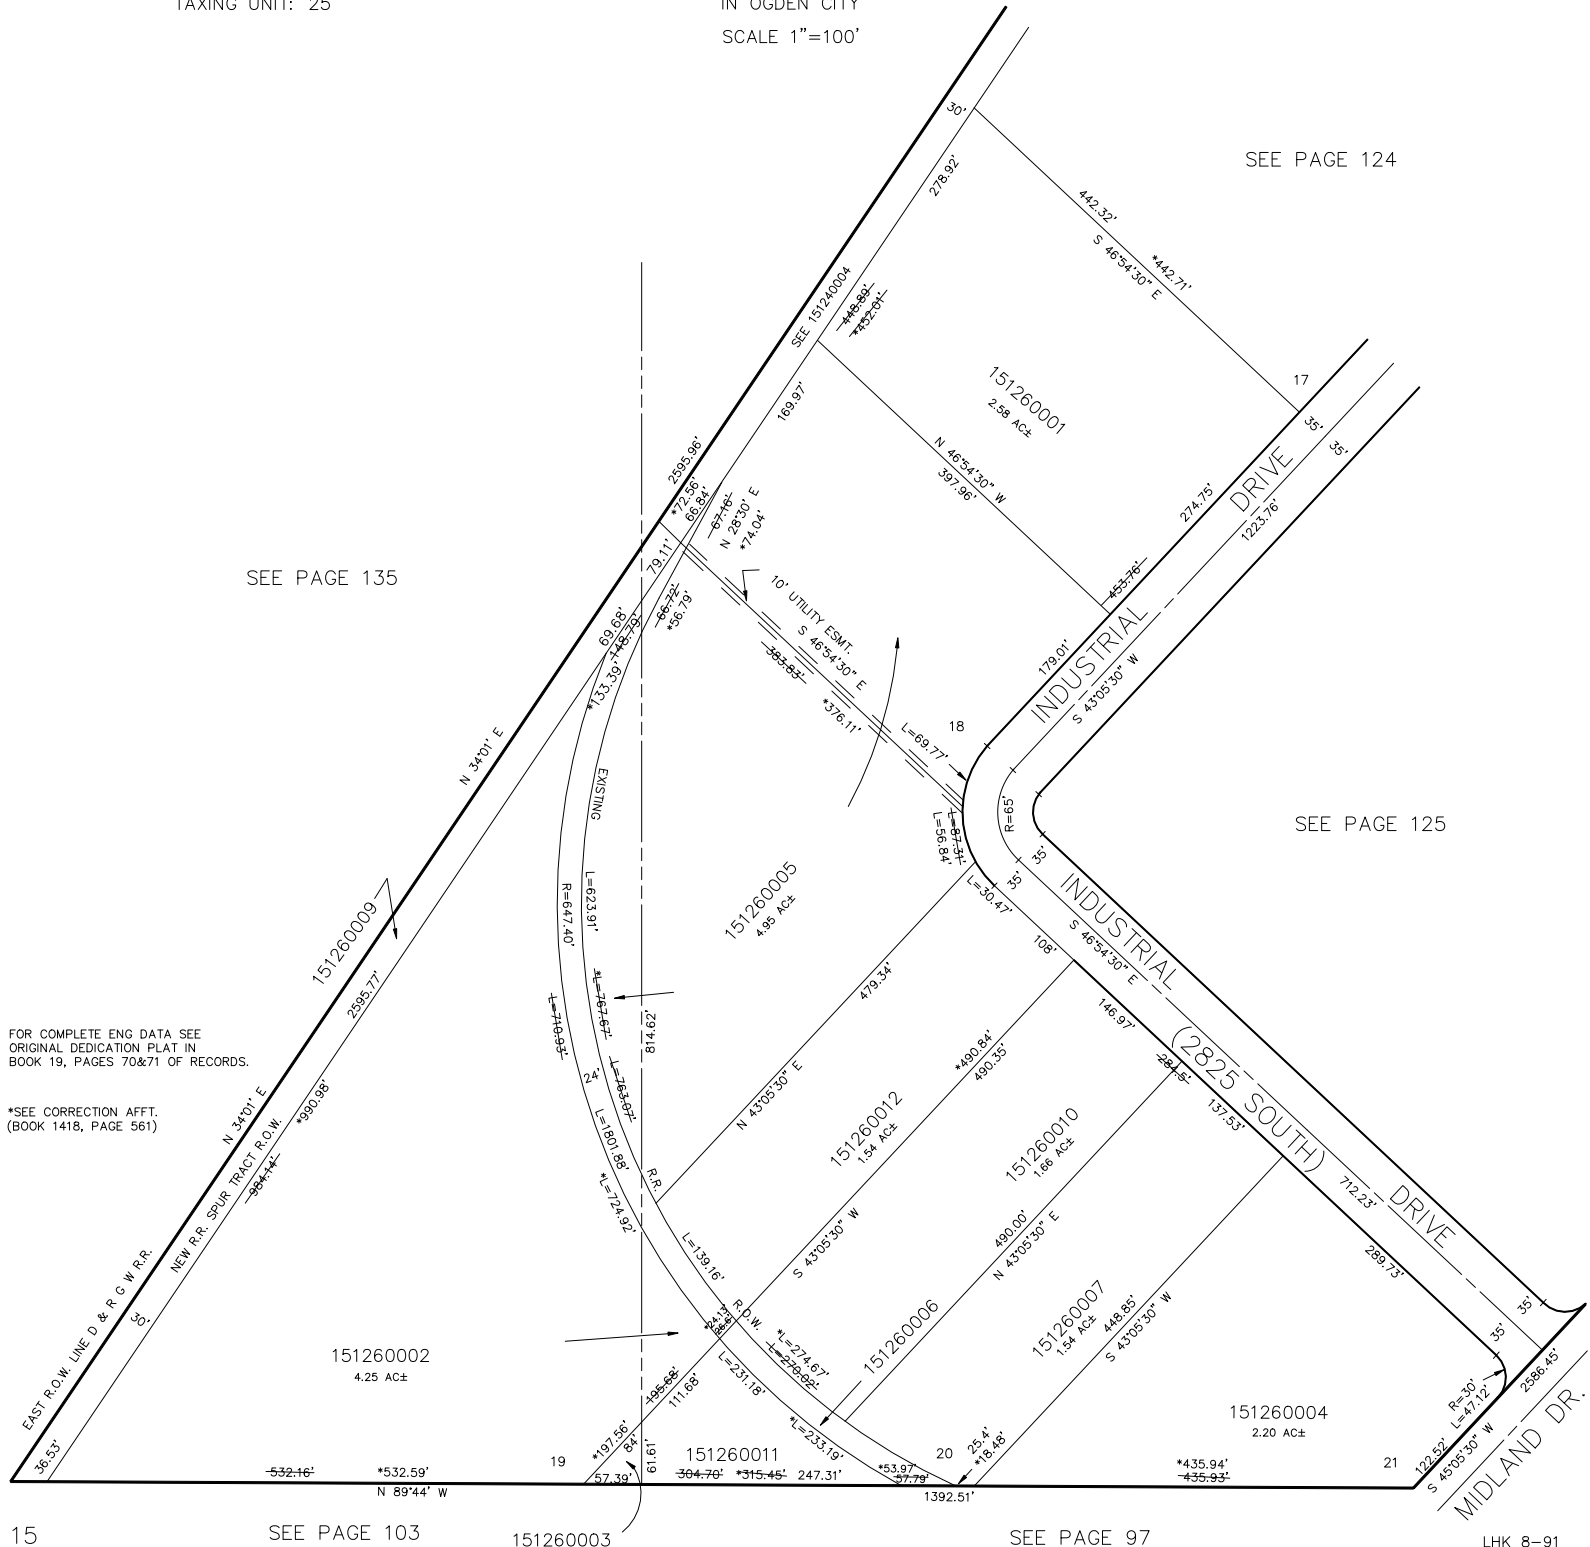 TAXING UNIT: 25
IN OGDEN CITY
SCALE 1"=100'
30'
SEE PAGE 124
278.92'
442.32'
*442.71'
S 46°54'30" E
SEE 151240004
448.89'
*452.01'
17
151260001
2.58 AC±
35'
35'
169.97'
N 46°54'30" W
397.96'
2595.96'
*72.56'
66.84'
67.16'
N 28°30' E
*74.04'
274.75'
DRIVE
1223.76'
453.76'
SEE PAGE 135
79.11'
66.72'
*56.79'
10' UTILITY ESMT.
S 46°54'30" E
383.83'
*376.11'
69.68'
148.79'
*133.39'
179.01'
INDUSTRIAL
S 43°05'30" W
18
L=69.77'
N 34°01' E
EXISTING
R=65'
L=87.31'
L=56.84'
SEE PAGE 125
35'
35'
L=30.47'
INDUSTRIAL
S 46°54'30" E
108'
R=647.40'
L=623.91'
151260005
4.95 AC±
151260009
2595.77'
479.34'
*L=767.67'
L=710.93'
814.62'
146.97'
(2825 SOUTH)
FOR COMPLETE ENG DATA SEE
ORIGINAL DEDICATION PLAT IN
BOOK 19, PAGES 70&71 OF RECORDS.
*SEE CORRECTION AFFT.
(BOOK 1418, PAGE 561)
24'
L=763.07'
*490.84'
490.35'
284.5'
137.53'
N 34°01' E
*990.98'
N 43°05'30" E
L=1801.88'
151260012
1.54 AC±
151260010
1.66 AC±
NEW R.R. SPUR TRACT R.O.W.
984.14'
R.R.
*L=724.92'
712.23'
DRIVE
EAST R.O.W. LINE D & R G W R.R.
L=139.16'
S 43°05'30" W
490.00'
N 43°05'30" E
289.73'
30'
*24.13'
R.O.W.
151260006
151260007
1.54 AC±
448.85'
S 43°05'30" W
35'
35'
151260002
4.25 AC±
*L=274.67'
L=270.02'
L=231.18'
195.68'
111.68'
R=30'
L=47.12'
2586.45'
36.53'
*197.56'
84'
61.61'
*L=233.19'
25.4'
*18.48'
151260004
2.20 AC±
122.52'
S 45°05'30" W
MIDLAND DR.
532.16'
*532.59'
N 89°44' W
19
57.39'
151260011
304.70'
*315.45'
247.31'
*53.97'
57.79'
20
1392.51'
*435.94'
435.93'
21
15
SEE PAGE 103
151260003
SEE PAGE 97
LHK 8-91